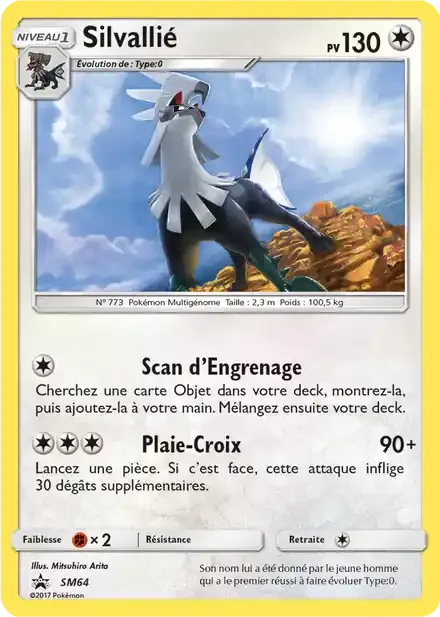 NIVEAU 1
Silvallié
PV 130
Évolution de : Type:0
N° 773 Pokémon Multigénome Taille : 2,3 m Poids : 100,5 kg
Scan d'Engrenage
Cherchez une carte Objet dans votre deck, montrez-la,
puis ajoutez-la à votre main. Mélangez ensuite votre deck.
Plaie-Croix 90+
Lancez une pièce. Si c'est face, cette attaque inflige
30 dégâts supplémentaires.
Faiblesse × 2 Résistance Retraite
Illus. Mitsuhiro Arita
SM64
©2017 Pokémon
Son nom lui a été donné par le jeune homme
qui a le premier réussi à faire évoluer Type:0.